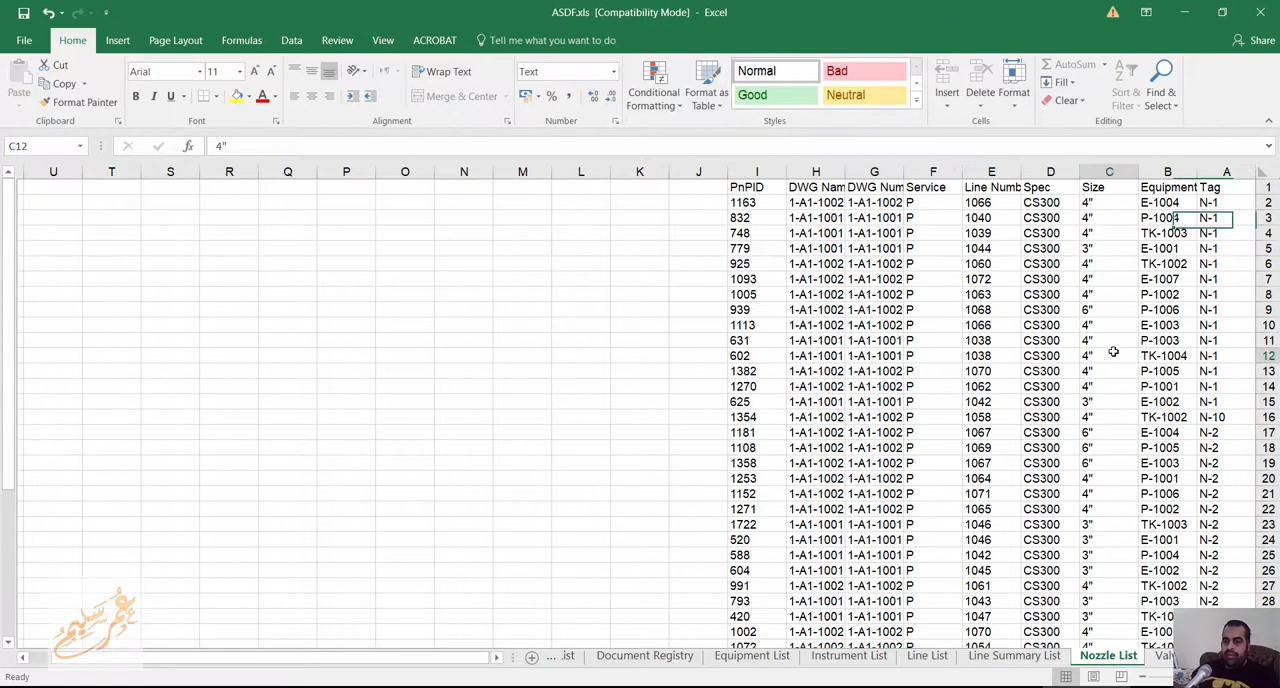 ASDF.xls [Compatibility Mode] - Excel
File Home Insert Page Layout Formulas Data Review View ACROBAT Tell me what you want to do Share
Paste Cut Arial 11 Wrap Text Text Conditional Formatting Format as Table Normal Bad Insert Delete Format AutoSum Sort & Filter Find & Select
Copy B I U Merge & Center % Good Neutral Fill
Format Painter Clear
Clipboard Font Alignment Number Styles Cells Editing
C12 fx 4"
U T S R Q P O N M L K J I H G F E D C B A
PnPID DWG Nam DWG Num Service Line Numb Spec Size Equipment Tag 1
1163 1-A1-1002 1-A1-1002 P 1066 CS300 4" E-1004 N-1 2
832 1-A1-1002 1-A1-1002 P 1040 CS300 4" P-1004 N-1 3
748 1-A1-1001 1-A1-1001 P 1039 CS300 4" TK-1003 N-1 4
779 1-A1-1001 1-A1-1001 P 1044 CS300 3" E-1001 N-1 5
925 1-A1-1002 1-A1-1002 P 1060 CS300 4" TK-1002 N-1 6
1093 1-A1-1002 1-A1-1002 P 1072 CS300 4" E-1007 N-1 7
1005 1-A1-1002 1-A1-1002 P 1063 CS300 4" P-1002 N-1 8
939 1-A1-1002 1-A1-1002 P 1068 CS300 6" P-1006 N-1 9
1113 1-A1-1002 1-A1-1002 P 1066 CS300 4" E-1003 N-1 10
631 1-A1-1001 1-A1-1001 P 1038 CS300 4" P-1003 N-1 11
602 1-A1-1001 1-A1-1001 P 1038 CS300 4" TK-1004 N-1 12
1382 1-A1-1002 1-A1-1002 P 1070 CS300 4" P-1005 N-1 13
1270 1-A1-1002 1-A1-1002 P 1062 CS300 4" P-1001 N-1 14
625 1-A1-1001 1-A1-1001 P 1042 CS300 3" E-1002 N-1 15
1354 1-A1-1002 1-A1-1002 P 1058 CS300 4" TK-1002 N-10 16
1181 1-A1-1002 1-A1-1002 P 1067 CS300 6" E-1004 N-2 17
1108 1-A1-1002 1-A1-1002 P 1069 CS300 6" P-1005 N-2 18
1358 1-A1-1002 1-A1-1002 P 1067 CS300 6" E-1003 N-2 19
1253 1-A1-1002 1-A1-1002 P 1064 CS300 4" P-1001 N-2 20
1152 1-A1-1002 1-A1-1002 P 1071 CS300 4" P-1006 N-2 21
1271 1-A1-1002 1-A1-1002 P 1065 CS300 4" P-1002 N-2 22
1722 1-A1-1001 1-A1-1001 P 1046 CS300 3" TK-1003 N-2 23
520 1-A1-1001 1-A1-1001 P 1046 CS300 3" E-1001 N-2 24
588 1-A1-1001 1-A1-1001 P 1042 CS300 3" P-1004 N-2 25
604 1-A1-1001 1-A1-1001 P 1045 CS300 3" E-1002 N-2 26
991 1-A1-1002 1-A1-1002 P 1061 CS300 4" TK-1002 N-2 27
793 1-A1-1001 1-A1-1001 P 1043 CS300 3" P-1003 N-2 28
420 1-A1-1001 1-A1-1001 P 1047 CS300 3" TK-10
1002 1-A1-1002 1-A1-1002 P 1070 CS300 4" E-100
عُمر سَليم
... .ist Document Registry Equipment List Instrument List Line List Line Summary List Nozzle List Val
Ready